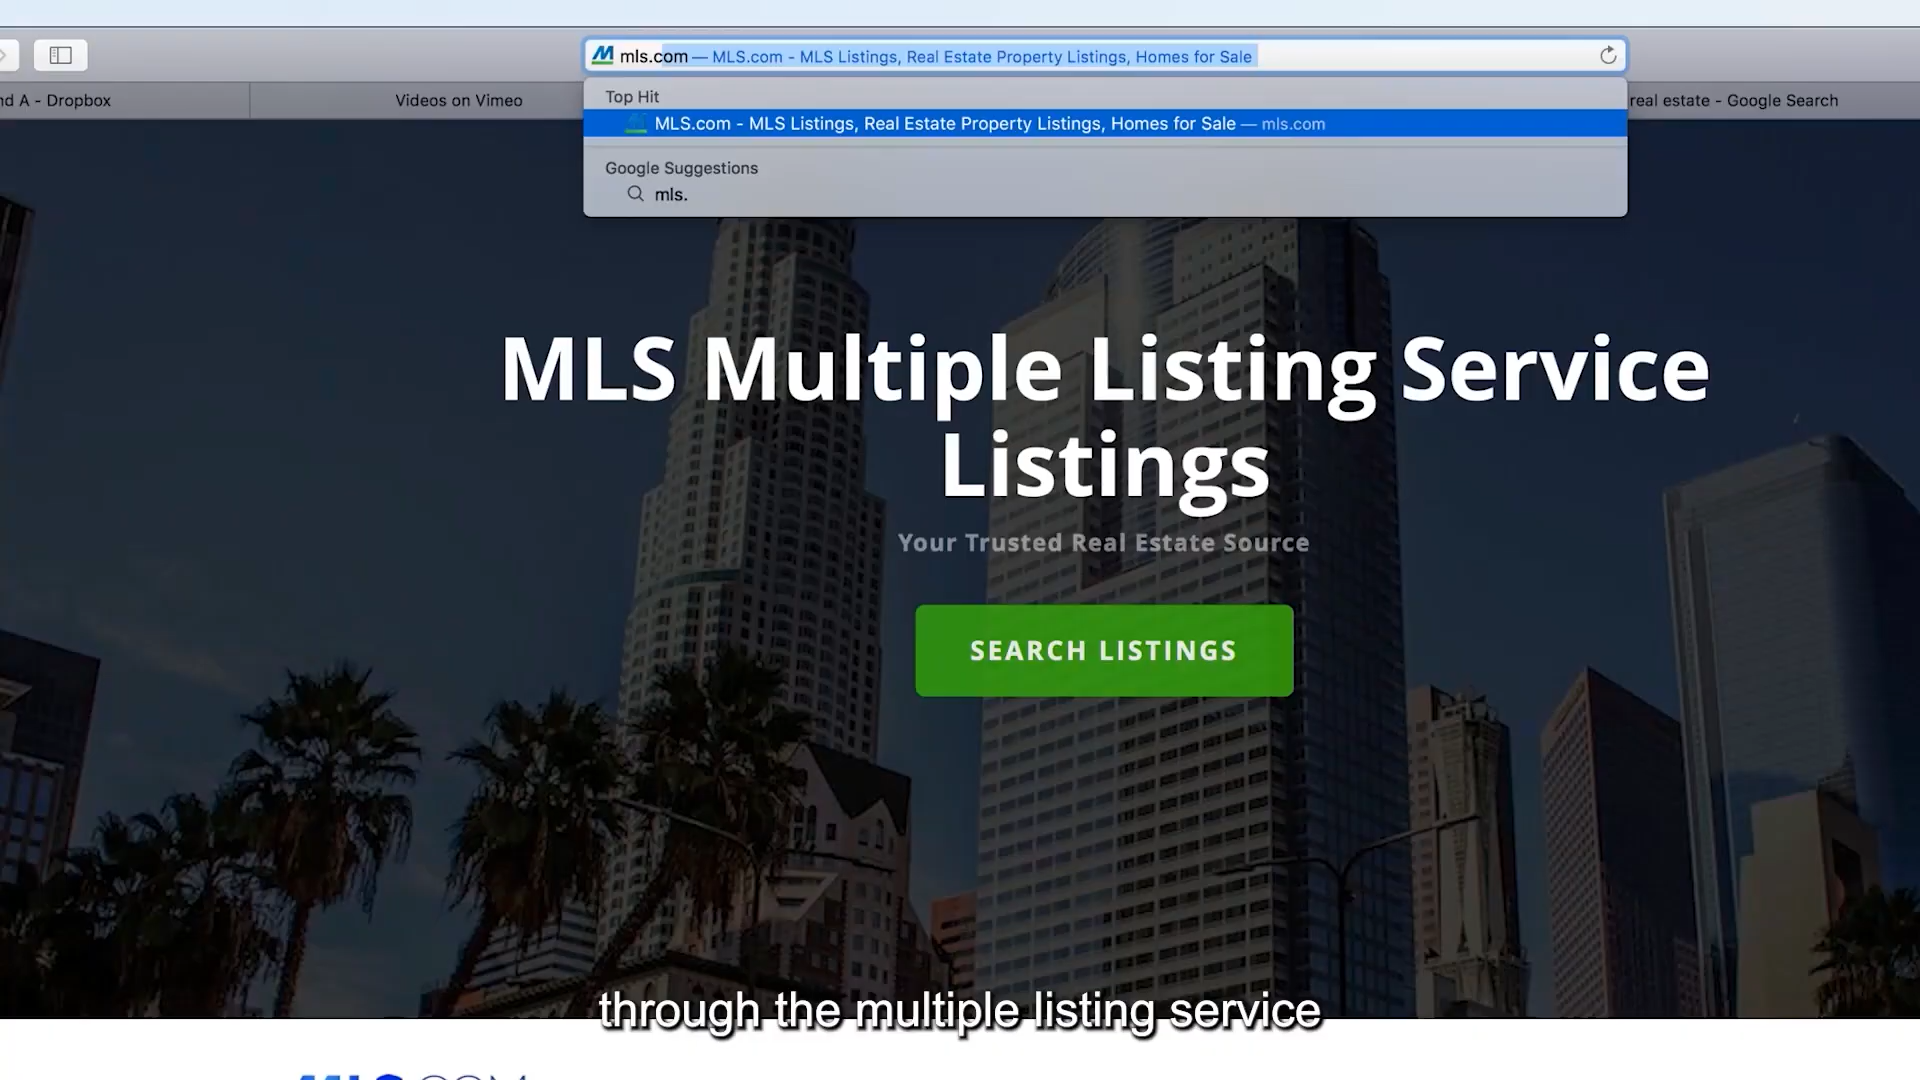 mls.com — MLS.com - MLS Listings, Real Estate Property Listings, Homes for Sale
nd A - Dropbox
Videos on Vimeo
real estate - Google Search
Top Hit
MLS.com - MLS Listings, Real Estate Property Listings, Homes for Sale — mls.com
Google Suggestions
mls.
MLS Multiple Listing Service
Listings
Your Trusted Real Estate Source
SEARCH LISTINGS
through the multiple listing service